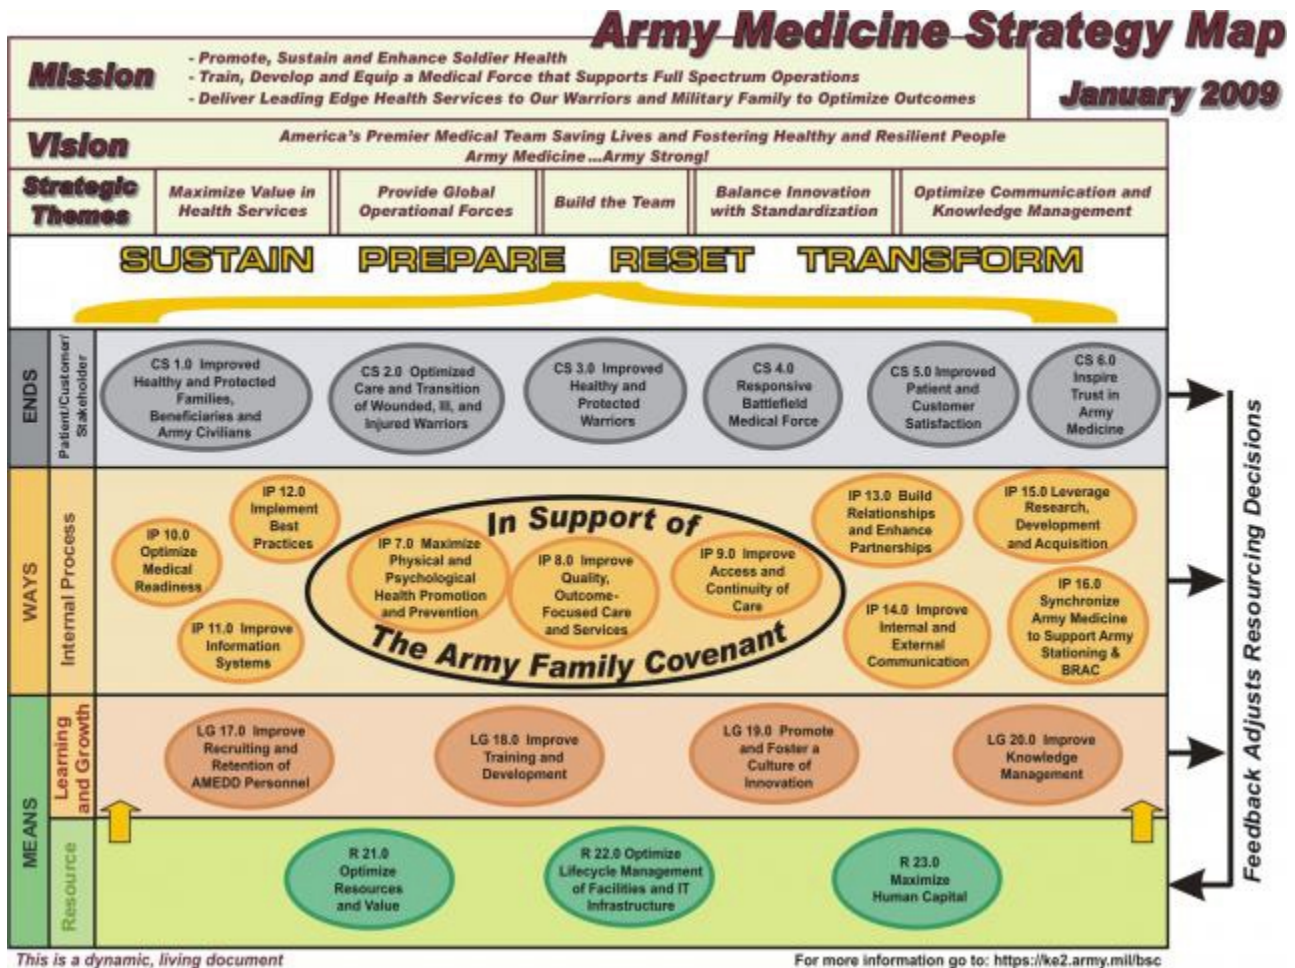 Army Medicine Strategy Map
January 2009
Mission
- Promote, Sustain and Enhance Soldier Health
- Train, Develop and Equip a Medical Force that Supports Full Spectrum Operations
- Deliver Leading Edge Health Services to Our Warriors and Military Family to Optimize Outcomes
Vision
America's Premier Medical Team Saving Lives and Fostering Healthy and Resilient People
Army Medicine...Army Strong!
Strategic
Themes
Maximize Value in
Health Services
Provide Global
Operational Forces
Build the Team
Balance Innovation
with Standardization
Optimize Communication and
Knowledge Management
SUSTAIN PREPARE RESET TRANSFORM
ENDS
Patient/Customer/
Stakeholder
CS 1.0 Improved
Healthy and Protected
Families,
Beneficiaries and
Army Civilians
CS 2.0 Optimized
Care and Transition
of Wounded, Ill, and
Injured Warriors
CS 3.0 Improved
Healthy and
Protected
Warriors
CS 4.0
Responsive
Battlefield
Medical Force
CS 5.0 Improved
Patient and
Customer
Satisfaction
CS 6.0
Inspire
Trust in
Army
Medicine
WAYS
Internal Process
IP 10.0
Optimize
Medical
Readiness
IP 12.0
Implement
Best
Practices
IP 11.0 Improve
Information
Systems
In Support of
IP 7.0 Maximize
Physical and
Psychological
Health Promotion
and Prevention
IP 8.0 Improve
Quality,
Outcome-
Focused Care
and Services
IP 9.0 Improve
Access and
Continuity of
Care
The Army Family Covenant
IP 13.0 Build
Relationships
and Enhance
Partnerships
IP 15.0 Leverage
Research,
Development
and Acquisition
IP 14.0 Improve
Internal and
External
Communication
IP 16.0
Synchronize
Army Medicine
to Support Army
Stationing &
BRAC
MEANS
Learning
and Growth
LG 17.0 Improve
Recruiting and
Retention of
AMEDD Personnel
LG 18.0 Improve
Training and
Development
LG 19.0 Promote
and Foster a
Culture of
Innovation
LG 20.0 Improve
Knowledge
Management
Resource
R 21.0
Optimize
Resources
and Value
R 22.0 Optimize
Lifecycle Management
of Facilities and IT
Infrastructure
R 23.0
Maximize
Human Capital
Feedback Adjusts Resourcing Decisions
This is a dynamic, living document
For more information go to: https://ke2.army.mil/bsc